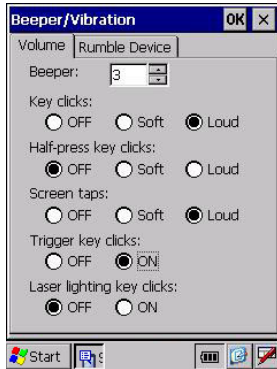 Beeper/Vibration OK ×
Volume Rumble Device
Beeper: 3
Key clicks:
OFF Soft Loud
Half-press key clicks:
OFF Soft Loud
Screen taps:
OFF Soft Loud
Trigger key clicks:
OFF ON
Laser lighting key clicks:
OFF ON
Start